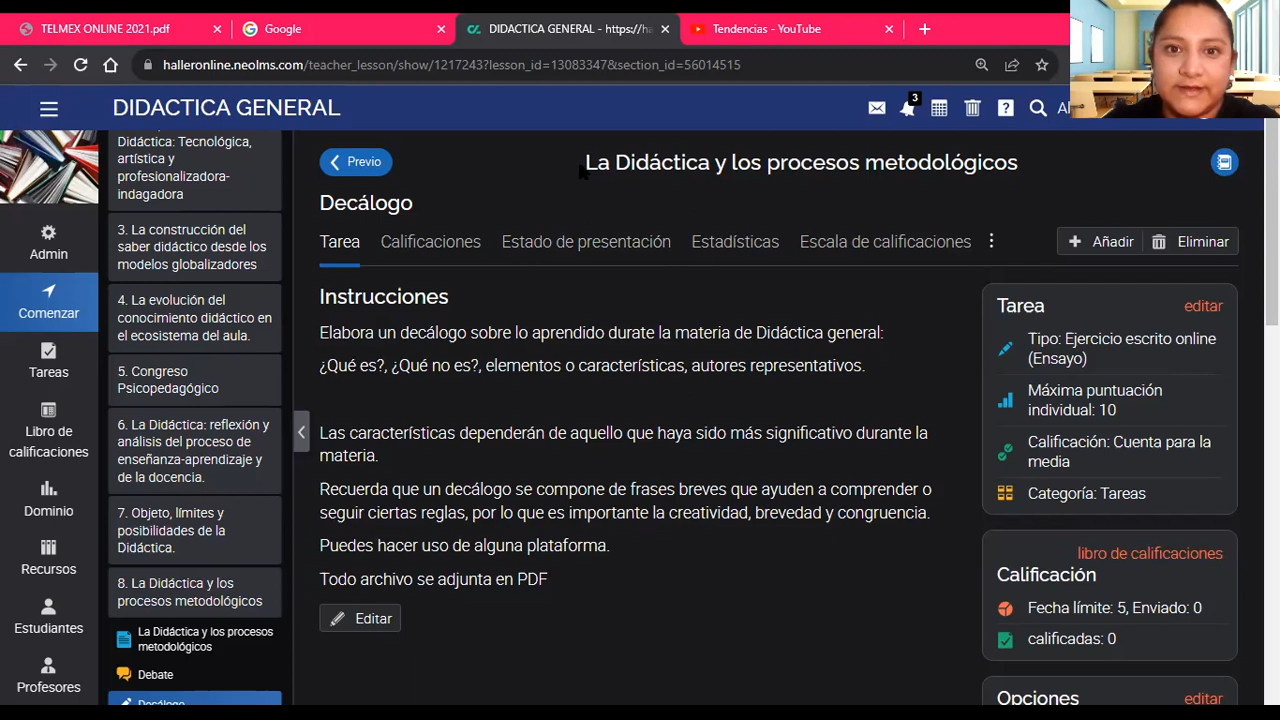 TELMEX ONLINE 2021.pdf
Google
DIDACTICA GENERAL - https://ha
Tendencias - YouTube
halleronline.neolms.com/teacher_lesson/show/1217243?lesson_id=13083347&section_id=56014515
DIDACTICA GENERAL
3
Admin
Comenzar
Tareas
Libro de
calificaciones
Dominio
Recursos
Estudiantes
Profesores
Didáctica: Tecnológica,
artística y
profesionalizadora-
indagadora
3. La construcción del
saber didáctico desde los
modelos globalizadores
4. La evolución del
conocimiento didáctico en
el ecosistema del aula.
5. Congreso
Psicopedagógico
6. La Didáctica: reflexión y
análisis del proceso de
enseñanza-aprendizaje y
de la docencia.
7. Objeto, límites y
posibilidades de la
Didáctica.
8. La Didáctica y los
procesos metodológicos
La Didáctica y los procesos
metodológicos
Debate
Decálogo
Previo
La Didáctica y los procesos metodológicos
Decálogo
Tarea
Calificaciones
Estado de presentación
Estadísticas
Escala de calificaciones
Añadir
Eliminar
Instrucciones
Elabora un decálogo sobre lo aprendido durate la materia de Didáctica general:
¿Qué es?, ¿Qué no es?, elementos o características, autores representativos.
Las características dependerán de aquello que haya sido más significativo durante la
materia.
Recuerda que un decálogo se compone de frases breves que ayuden a comprender o
seguir ciertas reglas, por lo que es importante la creatividad, brevedad y congruencia.
Puedes hacer uso de alguna plataforma.
Todo archivo se adjunta en PDF
Editar
Tarea
editar
Tipo: Ejercicio escrito online
(Ensayo)
Máxima puntuación
individual: 10
Calificación: Cuenta para la
media
Categoría: Tareas
libro de calificaciones
Calificación
Fecha límite: 5, Enviado: 0
calificadas: 0
Opciones
editar